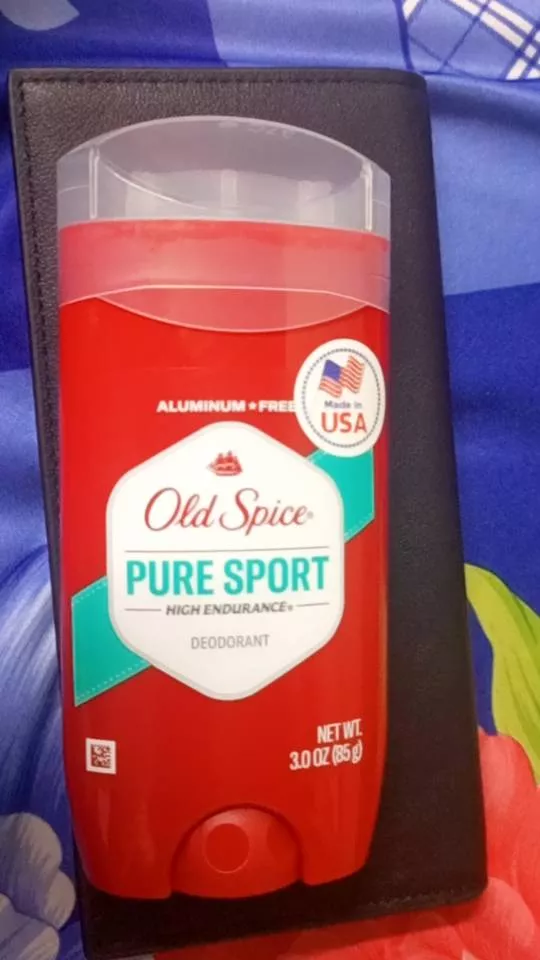 ALUMINUM★FREE
Made in
USA
Old Spice®
PURE SPORT
HIGH ENDURANCE®
DEODORANT
NET WT.
3.0 OZ (85 g)